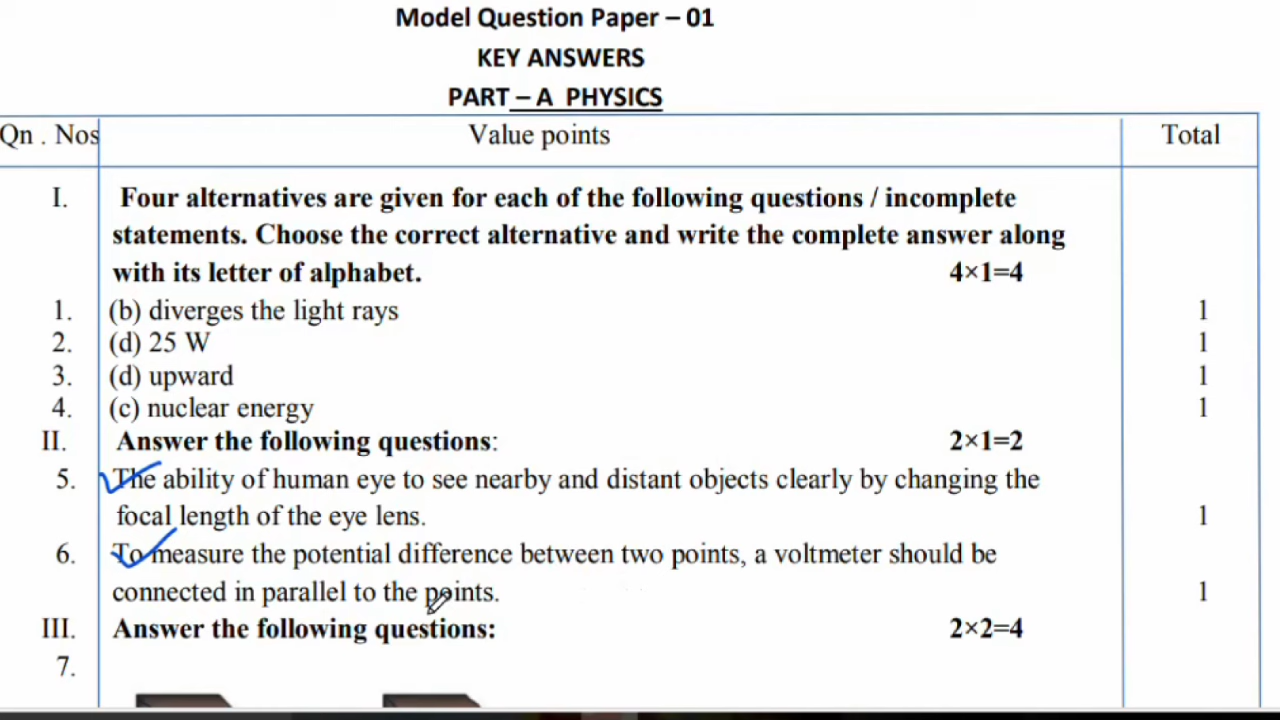 Model Question Paper – 01
KEY ANSWERS
PART – A PHYSICS
Qn . Nos Value points Total
I. Four alternatives are given for each of the following questions / incomplete
statements. Choose the correct alternative and write the complete answer along
with its letter of alphabet. 4×1=4
1. (b) diverges the light rays 1
2. (d) 25 W 1
3. (d) upward 1
4. (c) nuclear energy 1
II. Answer the following questions: 2×1=2
5. The ability of human eye to see nearby and distant objects clearly by changing the
focal length of the eye lens. 1
6. To measure the potential difference between two points, a voltmeter should be
connected in parallel to the points. 1
III. Answer the following questions: 2×2=4
7.